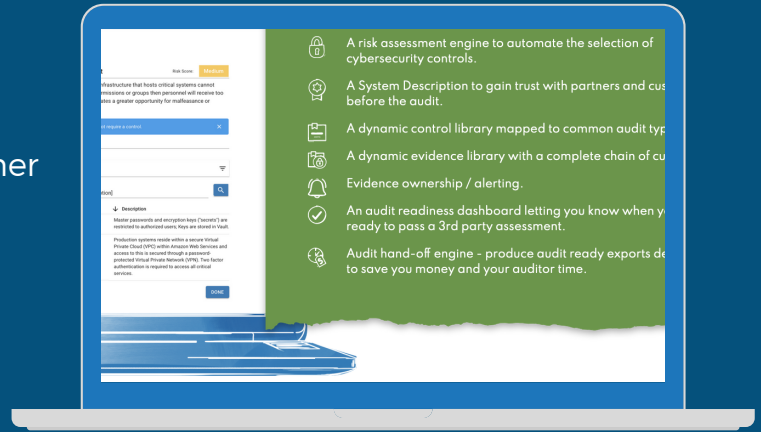 ner
Risk Score: Medium
nfrastructure that hosts critical systems cannot
ermissions or groups then personnel will receive too
ates a greater opportunity for malfeasance or
not require a control.
ction]
Description
Master passwords and encryption keys ("secrets") are
restricted to authorized users; Keys are stored in Vault.
Production systems reside within a secure Virtual
Private Cloud (VPC) within Amazon Web Services and
access to this is secured through a password-
protected Virtual Private Network (VPN). Two factor
authentication is required to access all critical
services.
DONE
A risk assessment engine to automate the selection of
cybersecurity controls.
A System Description to gain trust with partners and cus
before the audit.
A dynamic control library mapped to common audit typ
A dynamic evidence library with a complete chain of cu
Evidence ownership / alerting.
An audit readiness dashboard letting you know when y
ready to pass a 3rd party assessment.
Audit hand-off engine - produce audit ready exports de
to save you money and your auditor time.